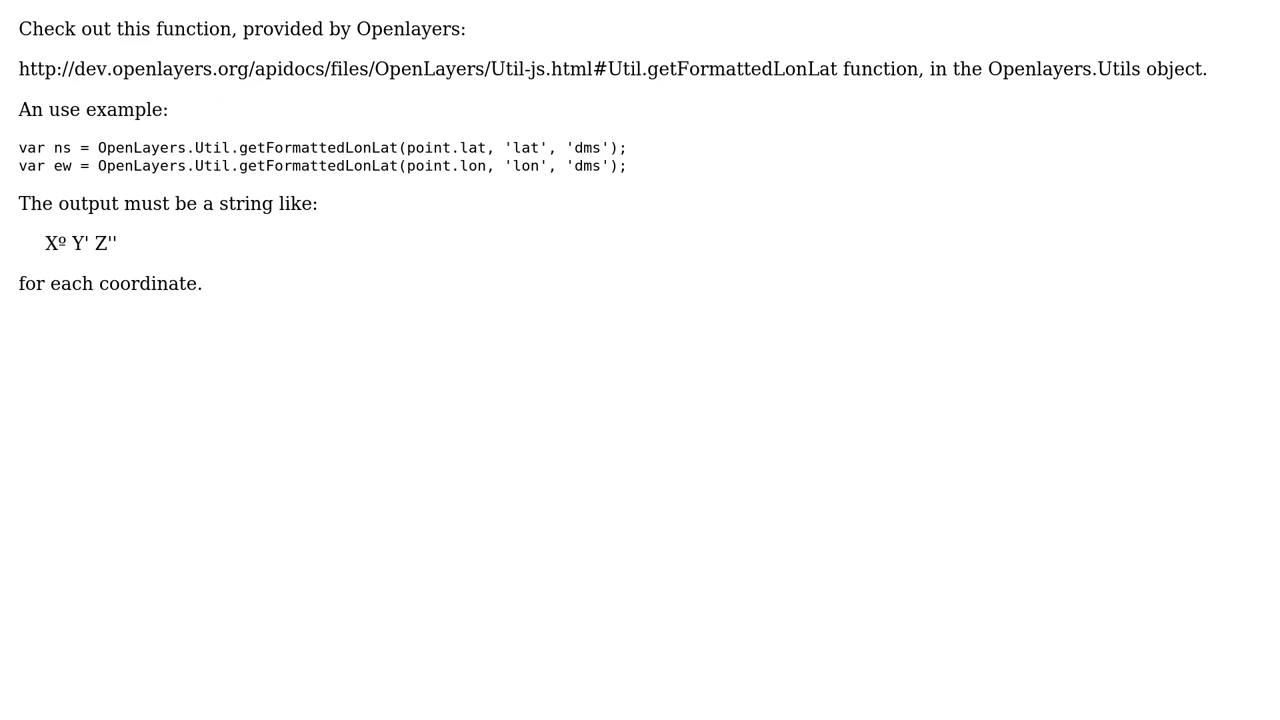 Check out this function, provided by Openlayers:
http://dev.openlayers.org/apidocs/files/OpenLayers/Util-js.html#Util.getFormattedLonLat function, in the Openlayers.Utils object.
An use example:
var ns = OpenLayers.Util.getFormattedLonLat(point.lat, 'lat', 'dms');
var ew = OpenLayers.Util.getFormattedLonLat(point.lon, 'lon', 'dms');
The output must be a string like:
Xº Y' Z''
for each coordinate.